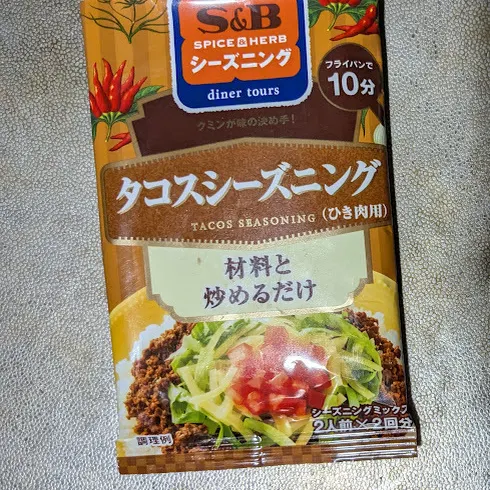 S&B
SPICE & HERB
シーズニング
diner tours
フライパンで
10分
クミンが味の決め手!
タコスシーズニング
TACOS SEASONING
(ひき肉用)
材料と
炒めるだけ
シーズニングミックス
2人前×2回分
調理例